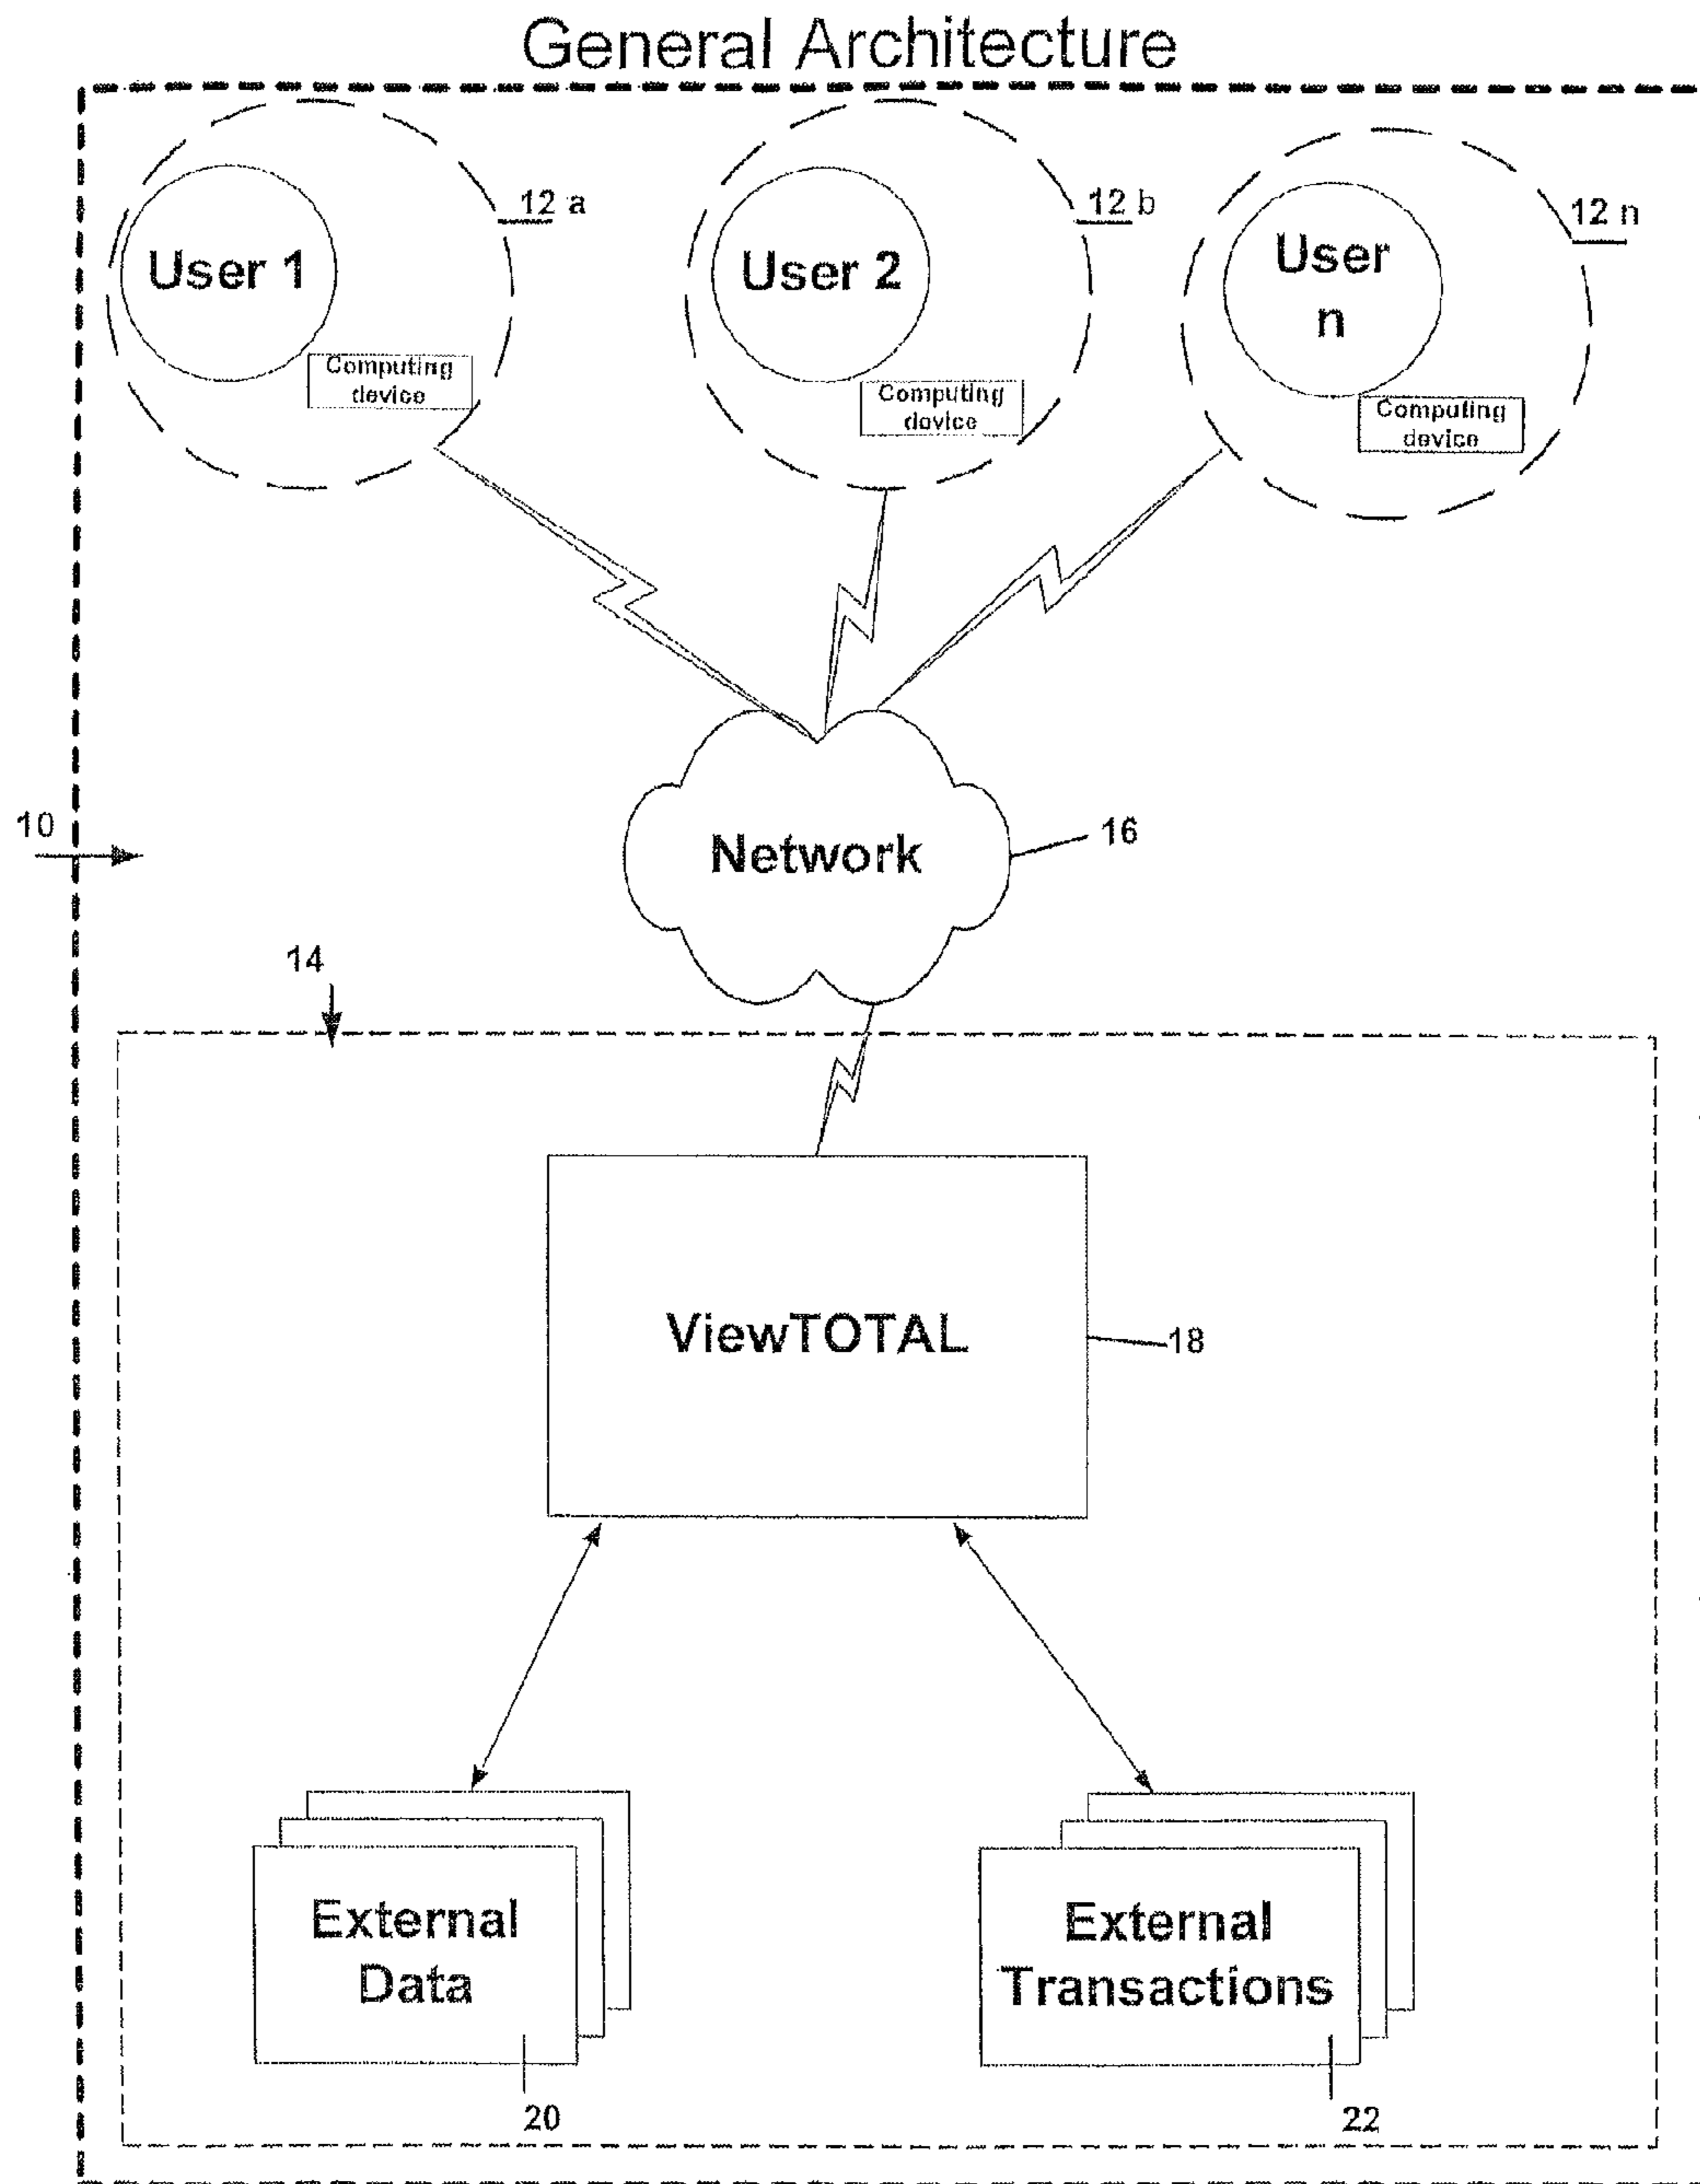 General Architecture
12 a
12 b
12 n
User 1
User 2
User
n
Computing
device
Computing
device
Computing
device
10
Network
16
14
ViewTOTAL
18
External
Data
External
Transactions
20
22